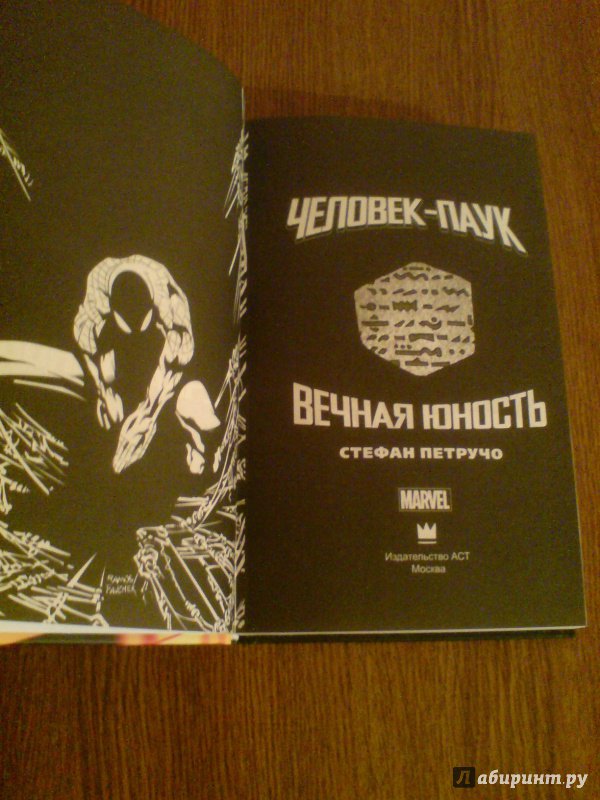 ЧЕЛОВЕК-ПАУК
ВЕЧНАЯ ЮНОСТЬ
СТЕФАН ПЕТРУЧО
MARVEL
Издательство АСТ
Москва
Лабиринт.ру